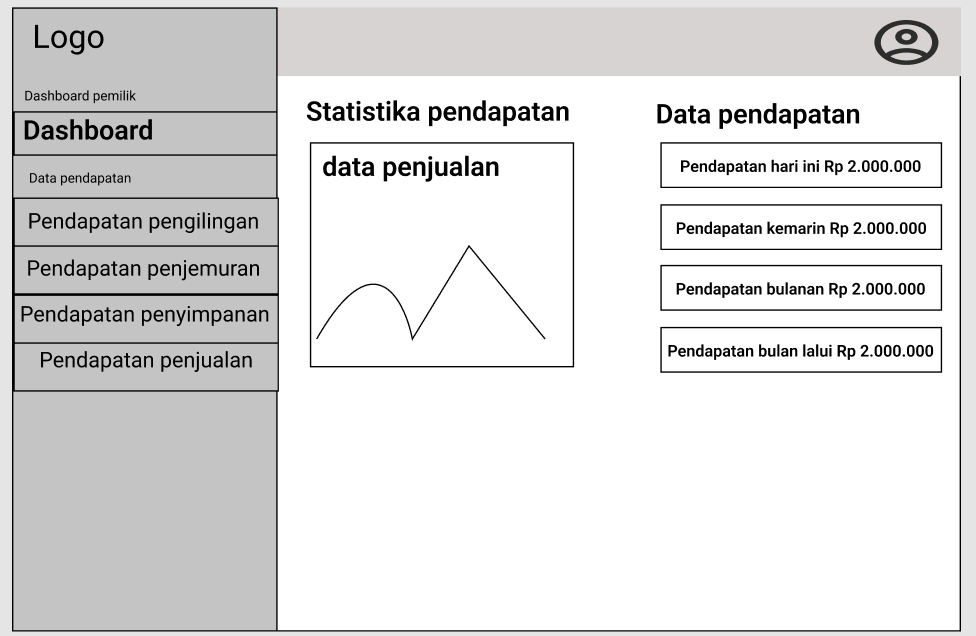 Logo
Dashboard pemilik
Dashboard
Data pendapatan
Pendapatan pengilingan
Pendapatan penjemuran
Pendapatan penyimpanan
Pendapatan penjualan
Statistika pendapatan
data penjualan
Data pendapatan
Pendapatan hari ini Rp 2.000.000
Pendapatan kemarin Rp 2.000.000
Pendapatan bulanan Rp 2.000.000
Pendapatan bulan lalui Rp 2.000.000